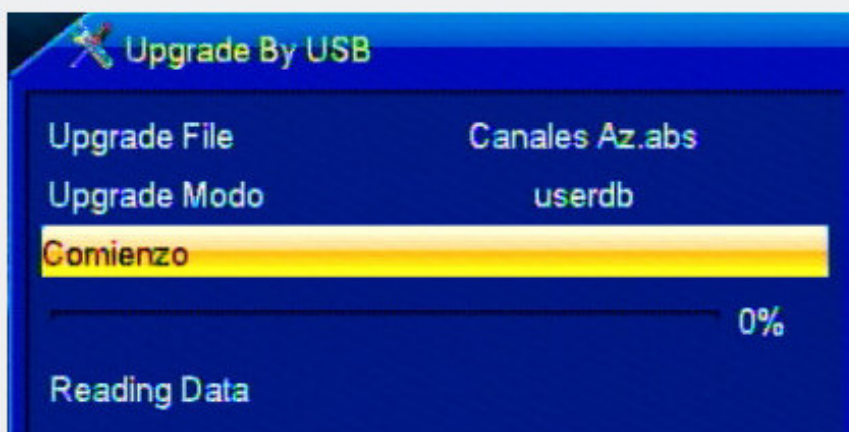 Upgrade By USB
Upgrade File Canales Az.abs
Upgrade Modo userdb
Comienzo
0%
Reading Data